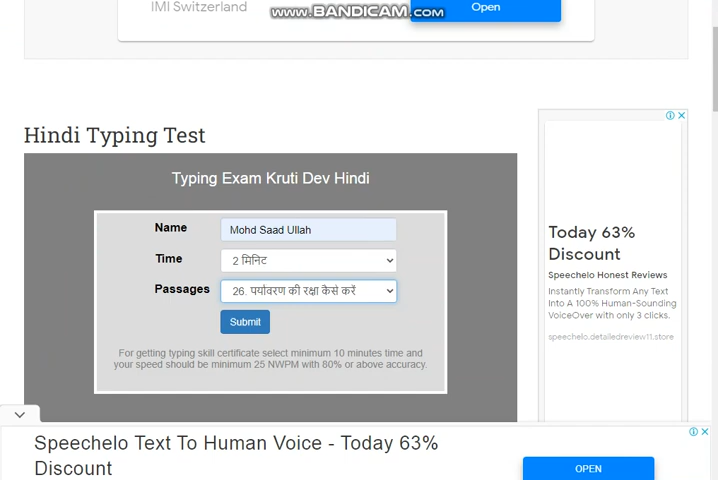 IMI Switzerland
Open
www.BANDICAM.com
Hindi Typing Test
Typing Exam Kruti Dev Hindi
Name
Mohd Saad Ullah
Time
2 मिनिट
Passages
26. पर्यावरण की रक्षा कैसे करें
Submit
For getting typing skill certificate select minimum 10 minutes time and
your speed should be minimum 25 NWPM with 80% or above accuracy.
Today 63%
Discount
Speechelo Honest Reviews
Instantly Transform Any Text
Into A 100% Human-Sounding
VoiceOver with only 3 clicks.
speechelo.detailedreview11.store
Speechelo Text To Human Voice - Today 63%
Discount
OPEN